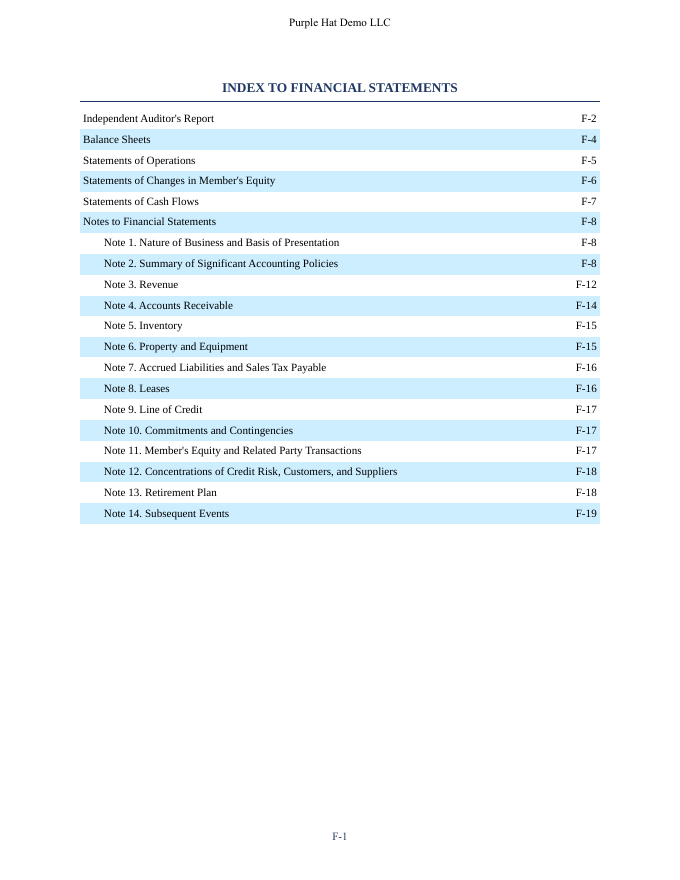 Purple Hat Demo LLC
INDEX TO FINANCIAL STATEMENTS
Independent Auditor's Report F-2
Balance Sheets F-4
Statements of Operations F-5
Statements of Changes in Member's Equity F-6
Statements of Cash Flows F-7
Notes to Financial Statements F-8
Note 1. Nature of Business and Basis of Presentation F-8
Note 2. Summary of Significant Accounting Policies F-8
Note 3. Revenue F-12
Note 4. Accounts Receivable F-14
Note 5. Inventory F-15
Note 6. Property and Equipment F-15
Note 7. Accrued Liabilities and Sales Tax Payable F-16
Note 8. Leases F-16
Note 9. Line of Credit F-17
Note 10. Commitments and Contingencies F-17
Note 11. Member's Equity and Related Party Transactions F-17
Note 12. Concentrations of Credit Risk, Customers, and Suppliers F-18
Note 13. Retirement Plan F-18
Note 14. Subsequent Events F-19
F-1